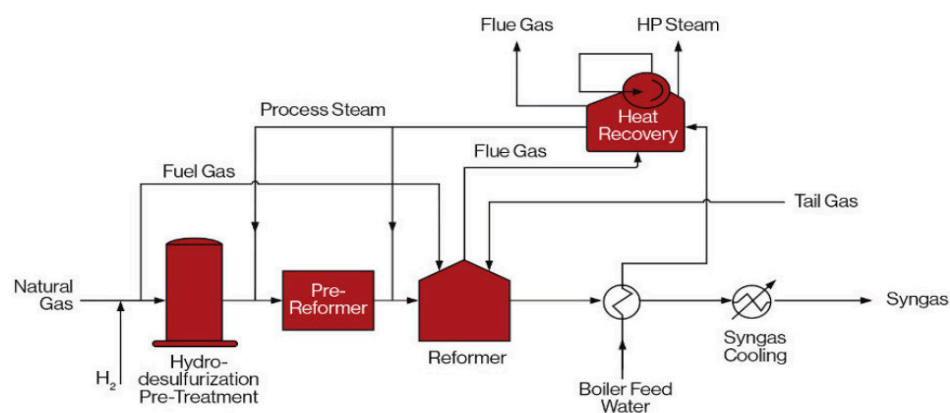 Flue Gas
HP Steam
Process Steam
Heat
Recovery
Flue Gas
Fuel Gas
Tail Gas
Natural
Gas
Pre-
Reformer
Syngas
Reformer
Syngas
Cooling
H₂
Hydro-
desulfurization
Pre-Treatment
Boiler Feed
Water